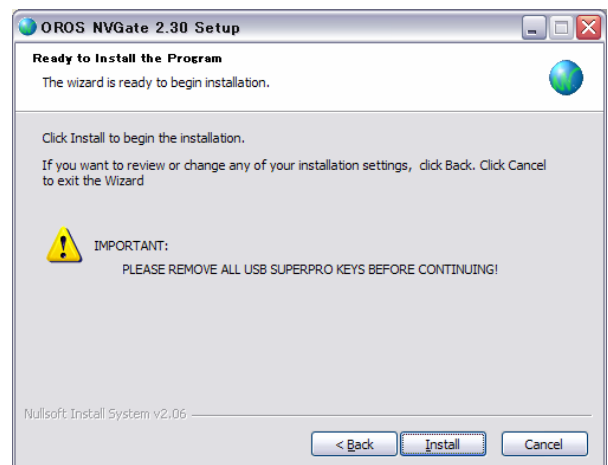 OROS NVGate 2.30 Setup
Ready to Install the Program
The wizard is ready to begin installation.
Click Install to begin the installation.
If you want to review or change any of your installation settings, click Back. Click Cancel
to exit the Wizard
IMPORTANT:
PLEASE REMOVE ALL USB SUPERPRO KEYS BEFORE CONTINUING!
Nullsoft Install System v2.06
< Back Install Cancel